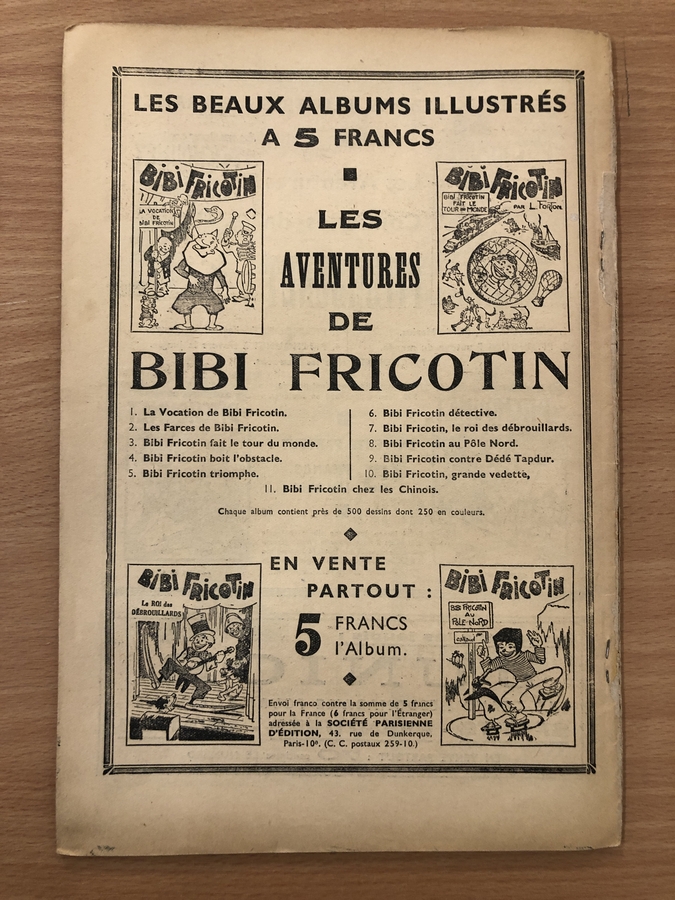 LES BEAUX ALBUMS ILLUSTRÉS
A 5 FRANCS
BIBI FRICOTIN
LA VOCATION
DE
BIBI FRICOTIN
BIBI FRICOTIN
BIBI FRICOTIN
FAIT LE
TOUR DU MONDE
PAR L. FORTON
LES
AVENTURES
DE
BIBI FRICOTIN
1. La Vocation de Bibi Fricotin.
2. Les Farces de Bibi Fricotin.
3. Bibi Fricotin fait le tour du monde.
4. Bibi Fricotin boit l'obstacle.
5. Bibi Fricotin triomphe.
6. Bibi Fricotin détective.
7. Bibi Fricotin, le roi des débrouillards.
8. Bibi Fricotin au Pôle Nord.
9. Bibi Fricotin contre Dédé Tapdur.
10. Bibi Fricotin, grande vedette,
11. Bibi Fricotin chez les Chinois.
Chaque album contient près de 500 dessins dont 250 en couleurs.
EN VENTE
PARTOUT :
5 FRANCS
l'Album.
BIBI FRICOTIN
Le ROI des
DÉBROUILLARDS
BIBI FRICOTIN
BIBI FRICOTIN
AU
POLE-NORD
Envoi franco contre la somme de 5 francs
pour la France (6 francs pour l'Étranger)
adressée à la SOCIÉTÉ PARISIENNE
D'ÉDITION, 43, rue de Dunkerque,
Paris-10e. (C. C. postaux 259-10.)